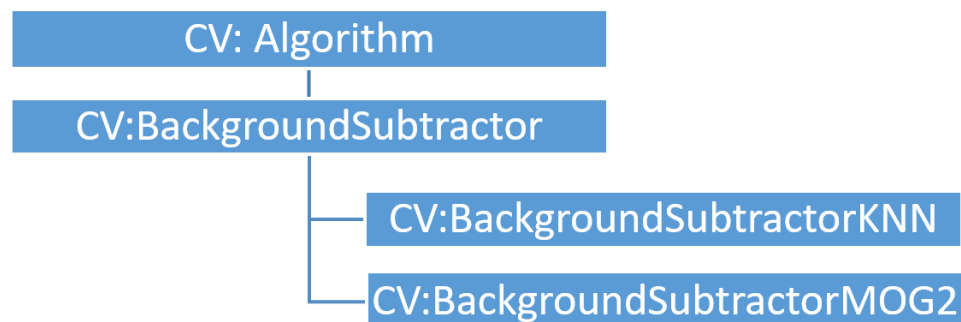 CV: Algorithm
CV:BackgroundSubtractor
CV:BackgroundSubtractorKNN
CV:BackgroundSubtractorMOG2